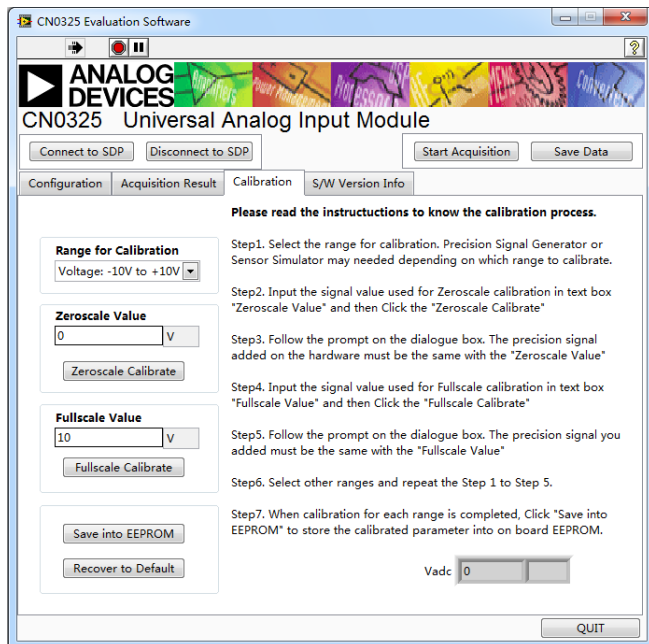 CN0325 Evaluation Software
ANALOG
DEVICES
Amplifiers
Power Management
Processors
MEMS
Converters
CN0325 Universal Analog Input Module
Connect to SDP
Disconnect to SDP
Start Acquisition
Save Data
Configuration
Acquisition Result
Calibration
S/W Version Info
Please read the instructuctions to know the calibration process.
Range for Calibration
Voltage: -10V to +10V
Zeroscale Value
0 V
Zeroscale Calibrate
Fullscale Value
10 V
Fullscale Calibrate
Save into EEPROM
Recover to Default
Step1. Select the range for calibration. Precision Signal Generator or
Sensor Simulator may needed depending on which range to calibrate.
Step2. Input the signal value used for Zeroscale calibration in text box
"Zeroscale Value" and then Click the "Zeroscale Calibrate"
Step3. Follow the prompt on the dialogue box. The precision signal
added on the hardware must be the same with the "Zeroscale Value"
Step4. Input the signal value used for Fullscale calibration in text box
"Fullscale Value" and then Click the "Fullscale Calibrate"
Step5. Follow the prompt on the dialogue box. The precision signal you
added must be the same with the "Fullscale Value"
Step6. Select other ranges and repeat the Step 1 to Step 5.
Step7. When calibration for each range is completed, Click "Save into
EEPROM" to store the calibrated parameter into on board EEPROM.
Vadc 0
QUIT